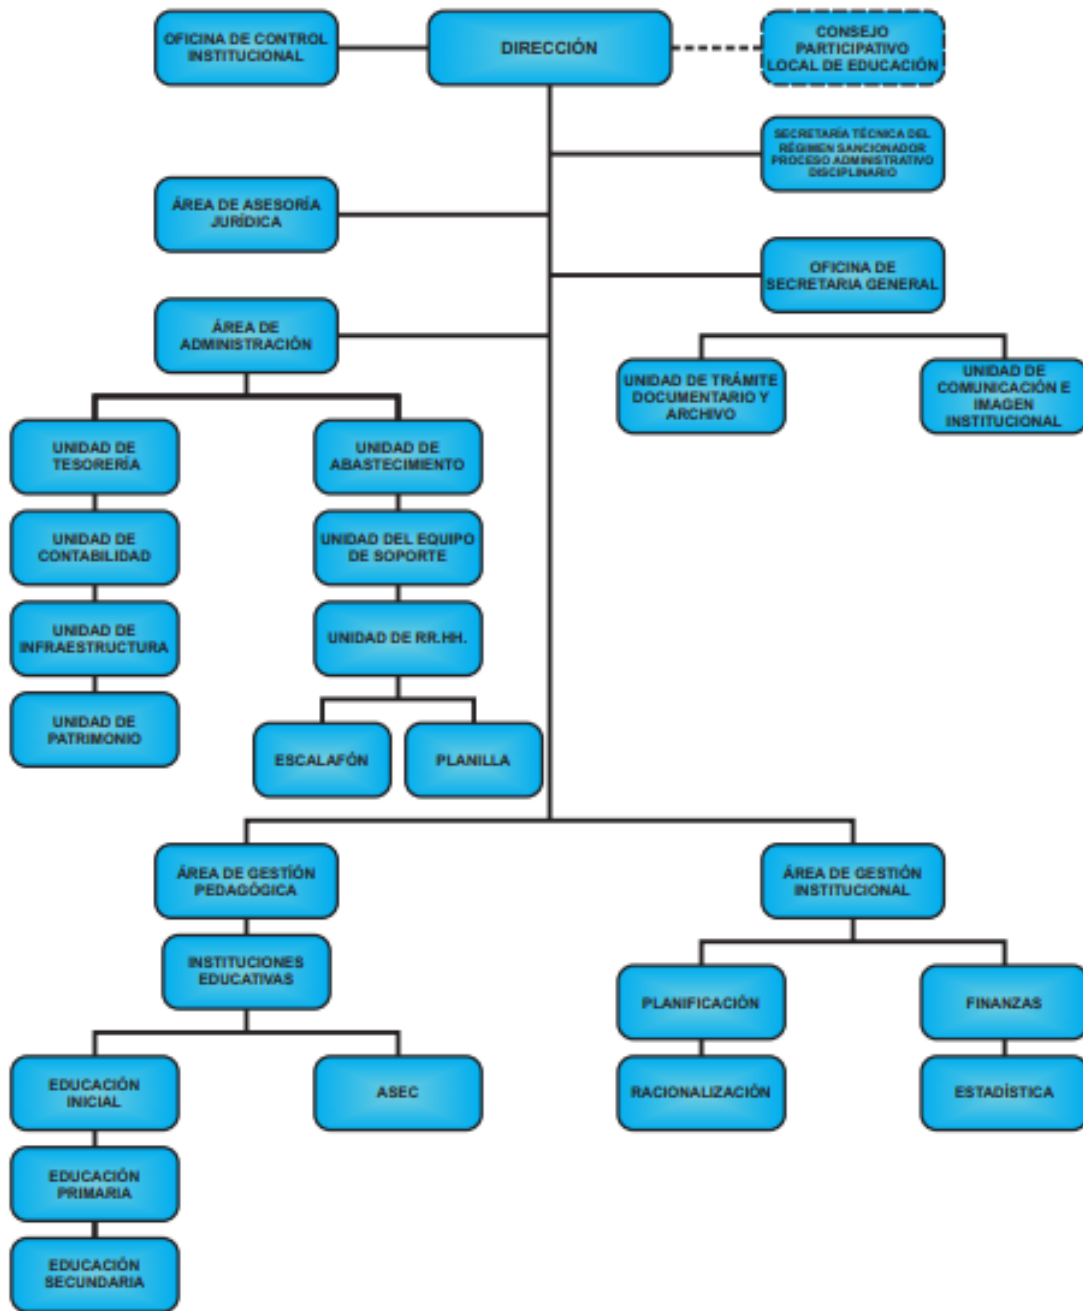 OFICINA DE CONTROL
INSTITUCIONAL
DIRECCIÓN
CONSEJO
PARTICIPATIVO
LOCAL DE EDUCACIÓN
SECRETARÍA TÉCNICA DEL
RÉGIMEN SANCIONADOR
PROCESO ADMINISTRATIVO
DISCIPLINARIO
ÁREA DE ASESORÍA
JURÍDICA
OFICINA DE
SECRETARIA GENERAL
ÁREA DE
ADMINISTRACIÓN
UNIDAD DE TRÁMITE
DOCUMENTARIO Y
ARCHIVO
UNIDAD DE
COMUNICACIÓN E
IMAGEN
INSTITUCIONAL
UNIDAD DE
TESORERÍA
UNIDAD DE
ABASTECIMIENTO
UNIDAD DE
CONTABILIDAD
UNIDAD DEL EQUIPO
DE SOPORTE
UNIDAD DE
INFRAESTRUCTURA
UNIDAD DE RR.HH.
UNIDAD DE
PATRIMONIO
ESCALAFÓN
PLANILLA
ÁREA DE GESTÍÓN
PEDAGÓGICA
ÁREA DE GESTIÓN
INSTITUCIONAL
INSTITUCIONES
EDUCATIVAS
PLANIFICACIÓN
FINANZAS
EDUCACIÓN
INICIAL
ASEC
RACIONALIZACIÓN
ESTADÍSTICA
EDUCACIÓN
PRIMARIA
EDUCACIÓN
SECUNDARIA